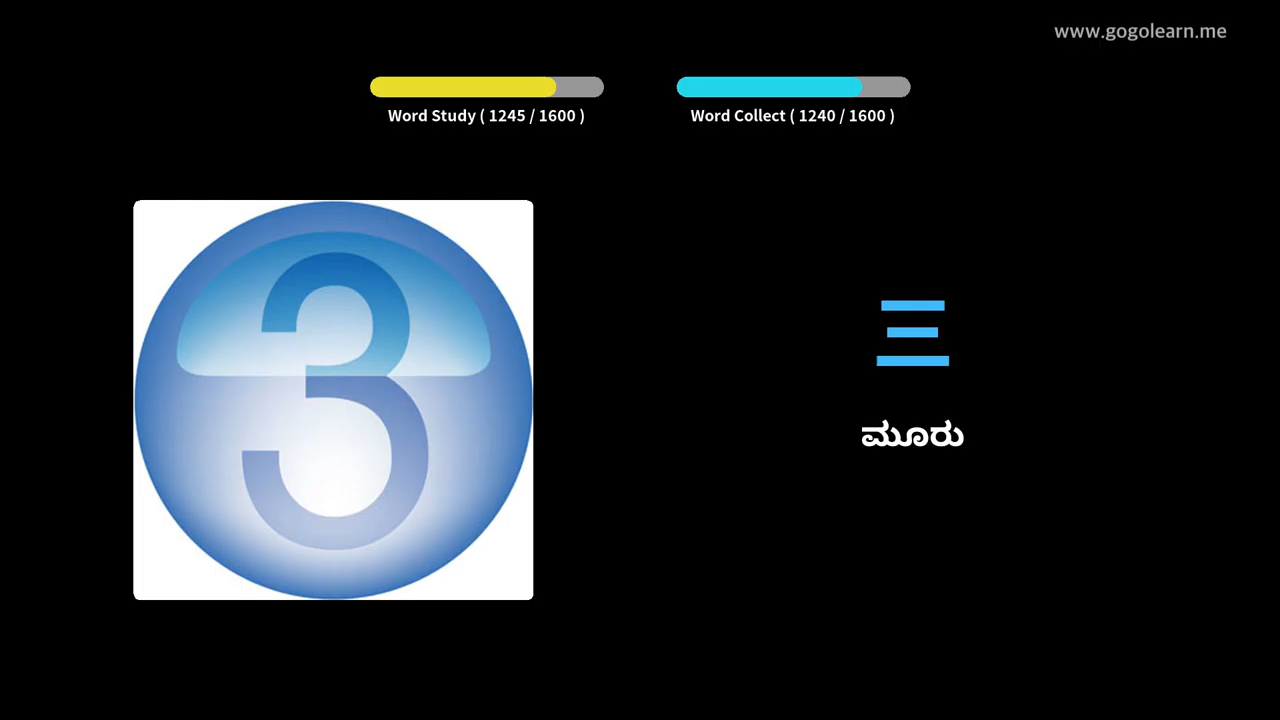 www.gogolearn.me
Word Study ( 1245 / 1600 )
Word Collect ( 1240 / 1600 )
3
三
ಮೂರು